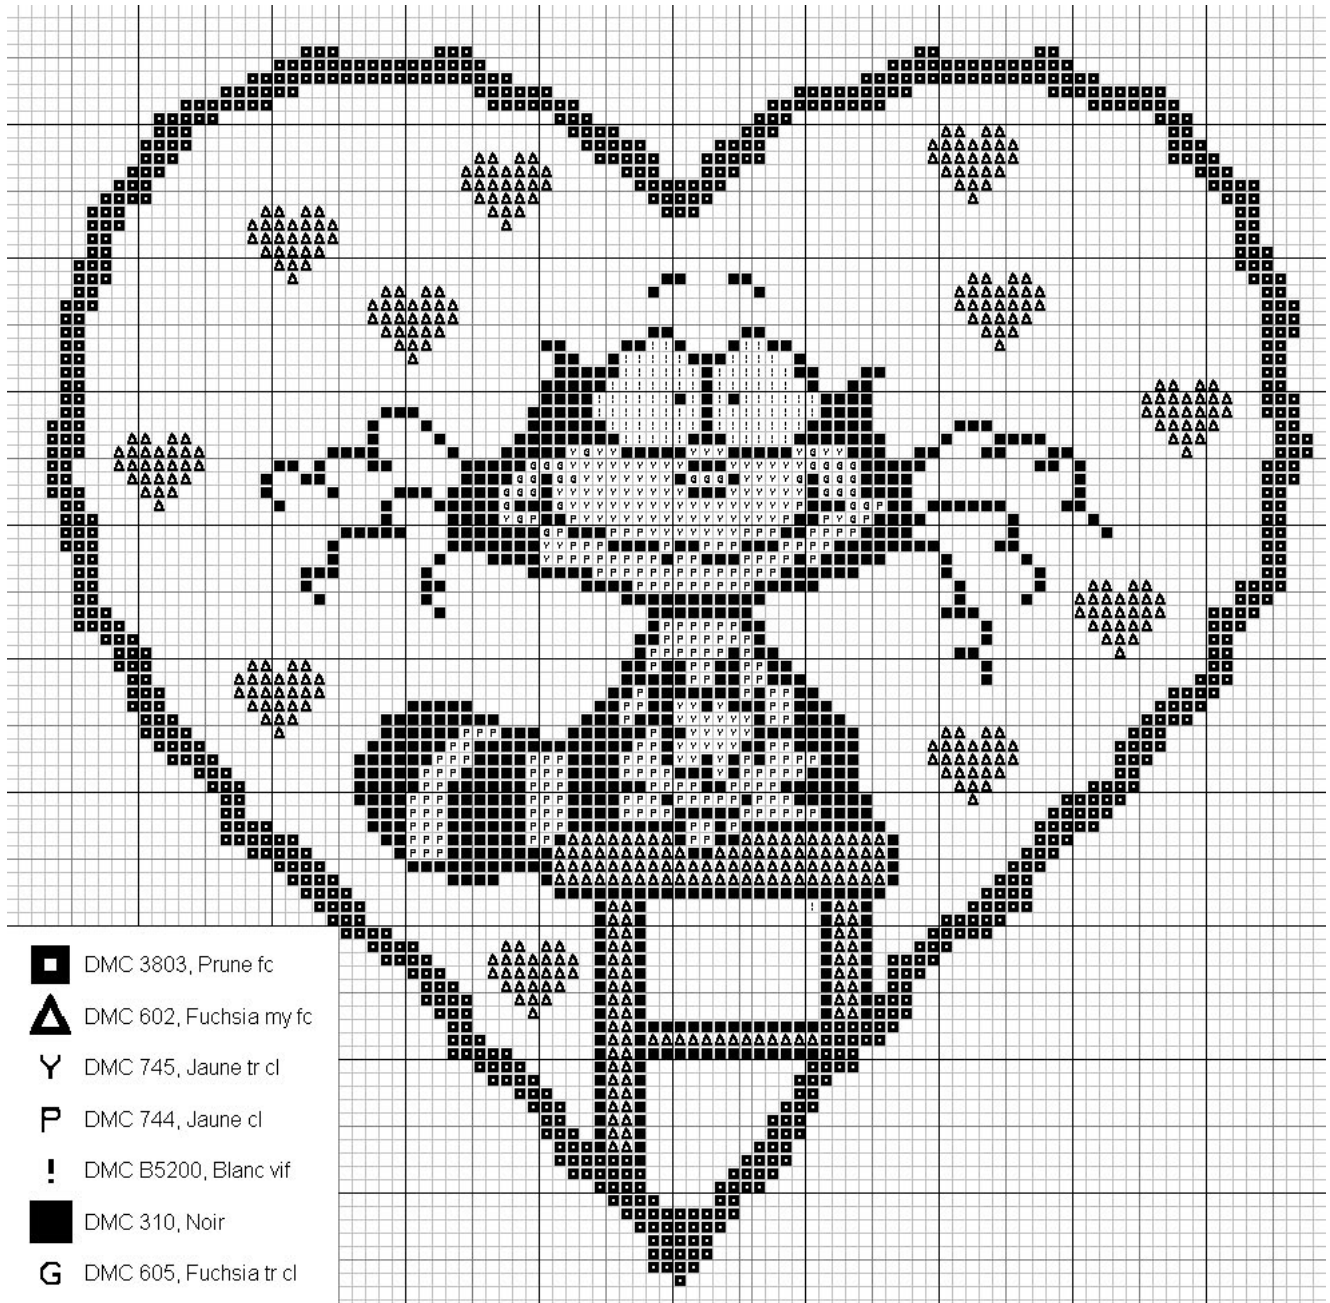 DMC 3803, Prune fc
DMC 602, Fuchsia my fc
DMC 745, Jaune tr cl
DMC 744, Jaune cl
DMC B5200, Blanc vif
DMC 310, Noir
DMC 605, Fuchsia tr cl